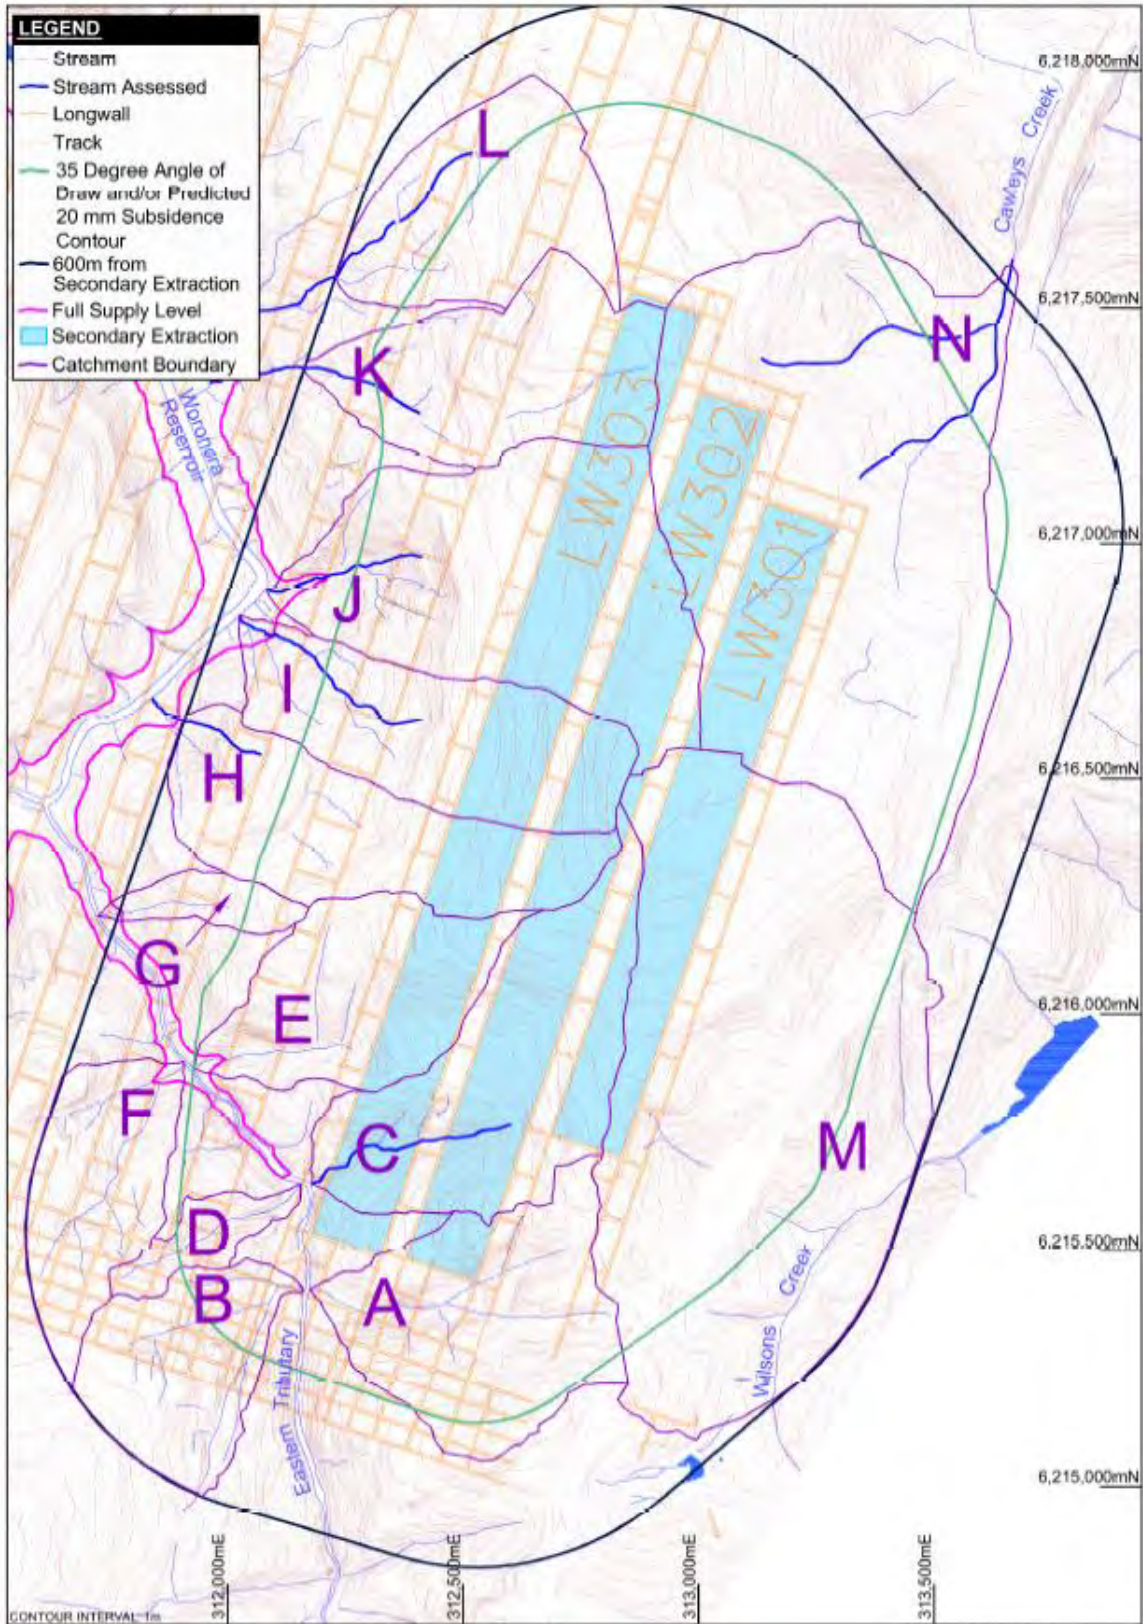 LEGEND
Stream
Stream Assessed
Longwall
Track
35 Degree Angle of
Draw and/or Predicted
20 mm Subsidence
Contour
600m from
Secondary Extraction
Full Supply Level
Secondary Extraction
Catchment Boundary
6,218,000mN
Cawleys Creek
L
6,217,500mN
N
K
Woronora
Reservoir
LW303
LW302
LW301
6,217,000mN
J
I
H
6,216,500mN
G
E
6,216,000mN
F
C
M
D
B
A
6,215,500mN
Wilsons Creer
Eastern Tributary
6,215,000mN
312,000mE
312,500mE
313,000mE
313,500mE
CONTOUR INTERVAL 1m